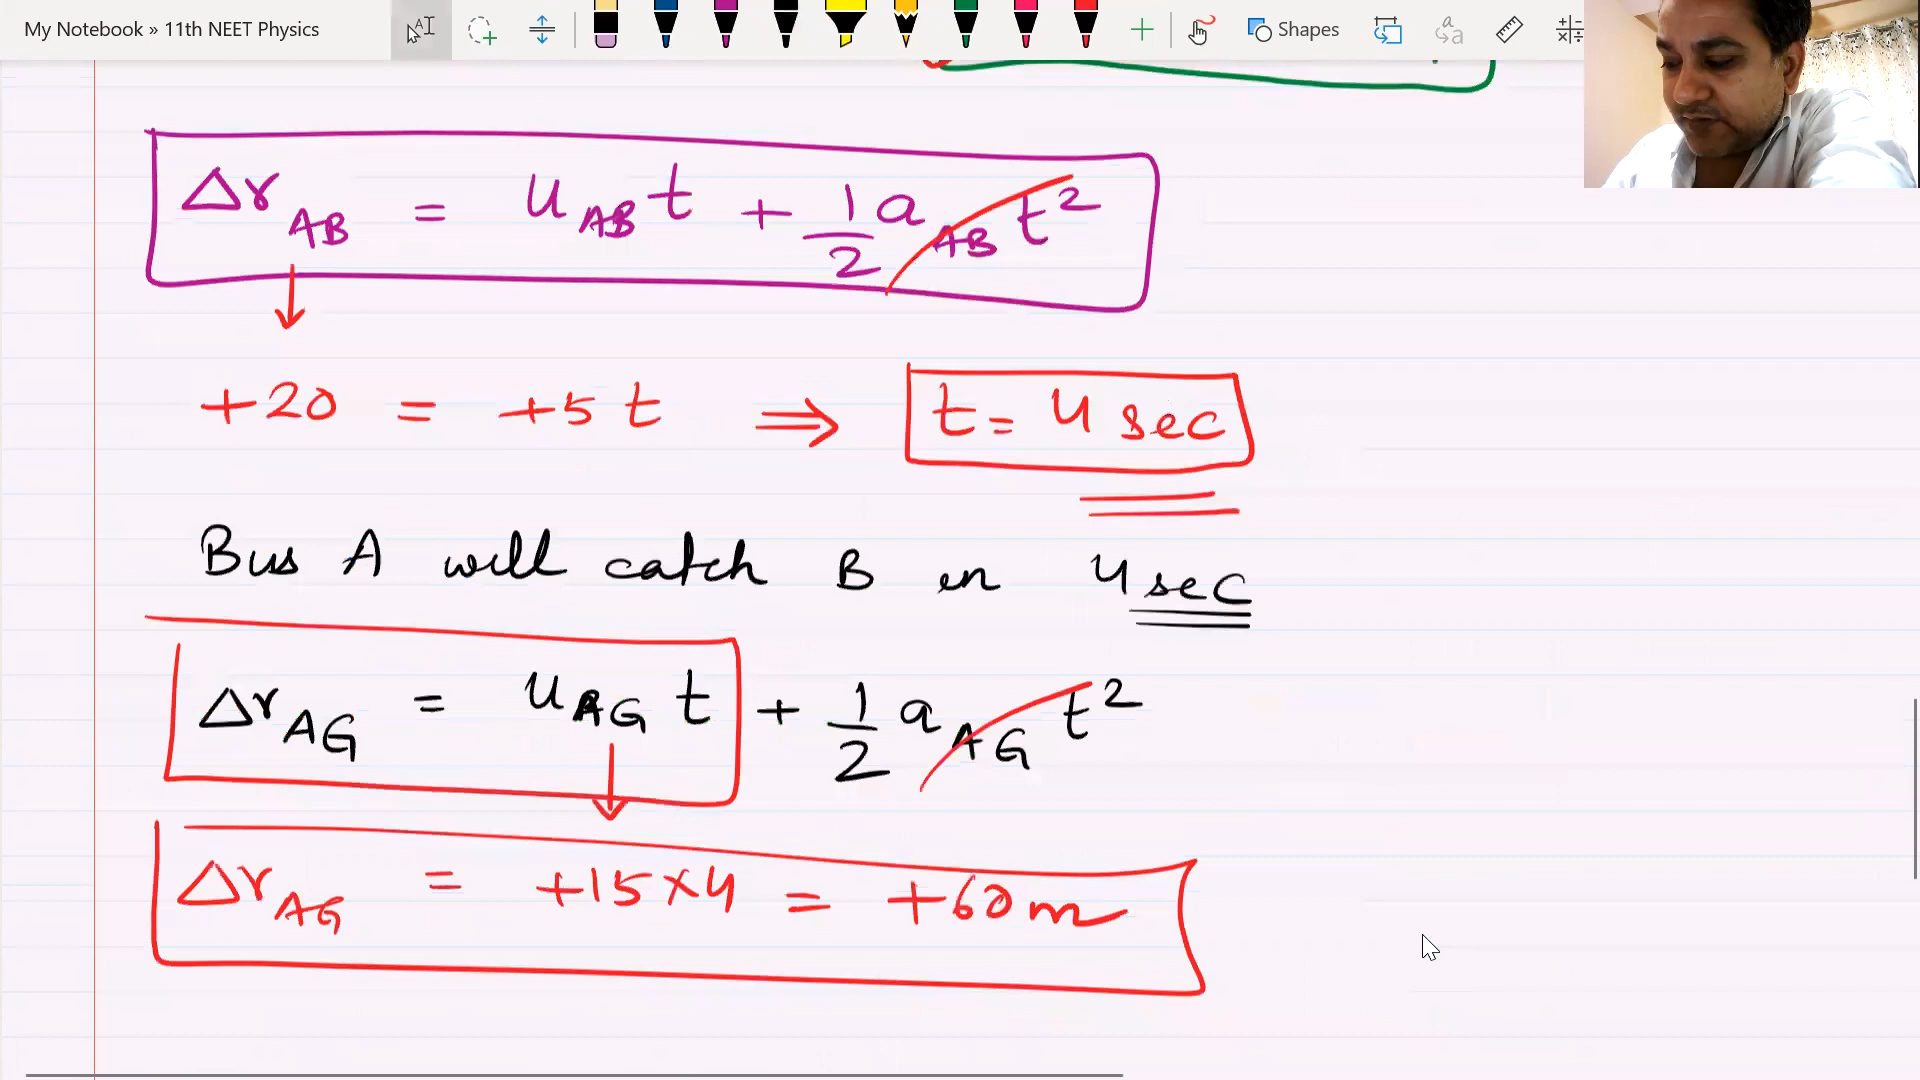 My Notebook » 11th NEET Physics
Shapes
Δr_AB = u_AB t + 1/2 a_AB t²
+20 = +5 t ⇒ t = 4 sec
Bus A will catch B in 4 sec
Δr_AG = u_AG t + 1/2 a_AG t²
Δr_AG = +15×4 = +60m